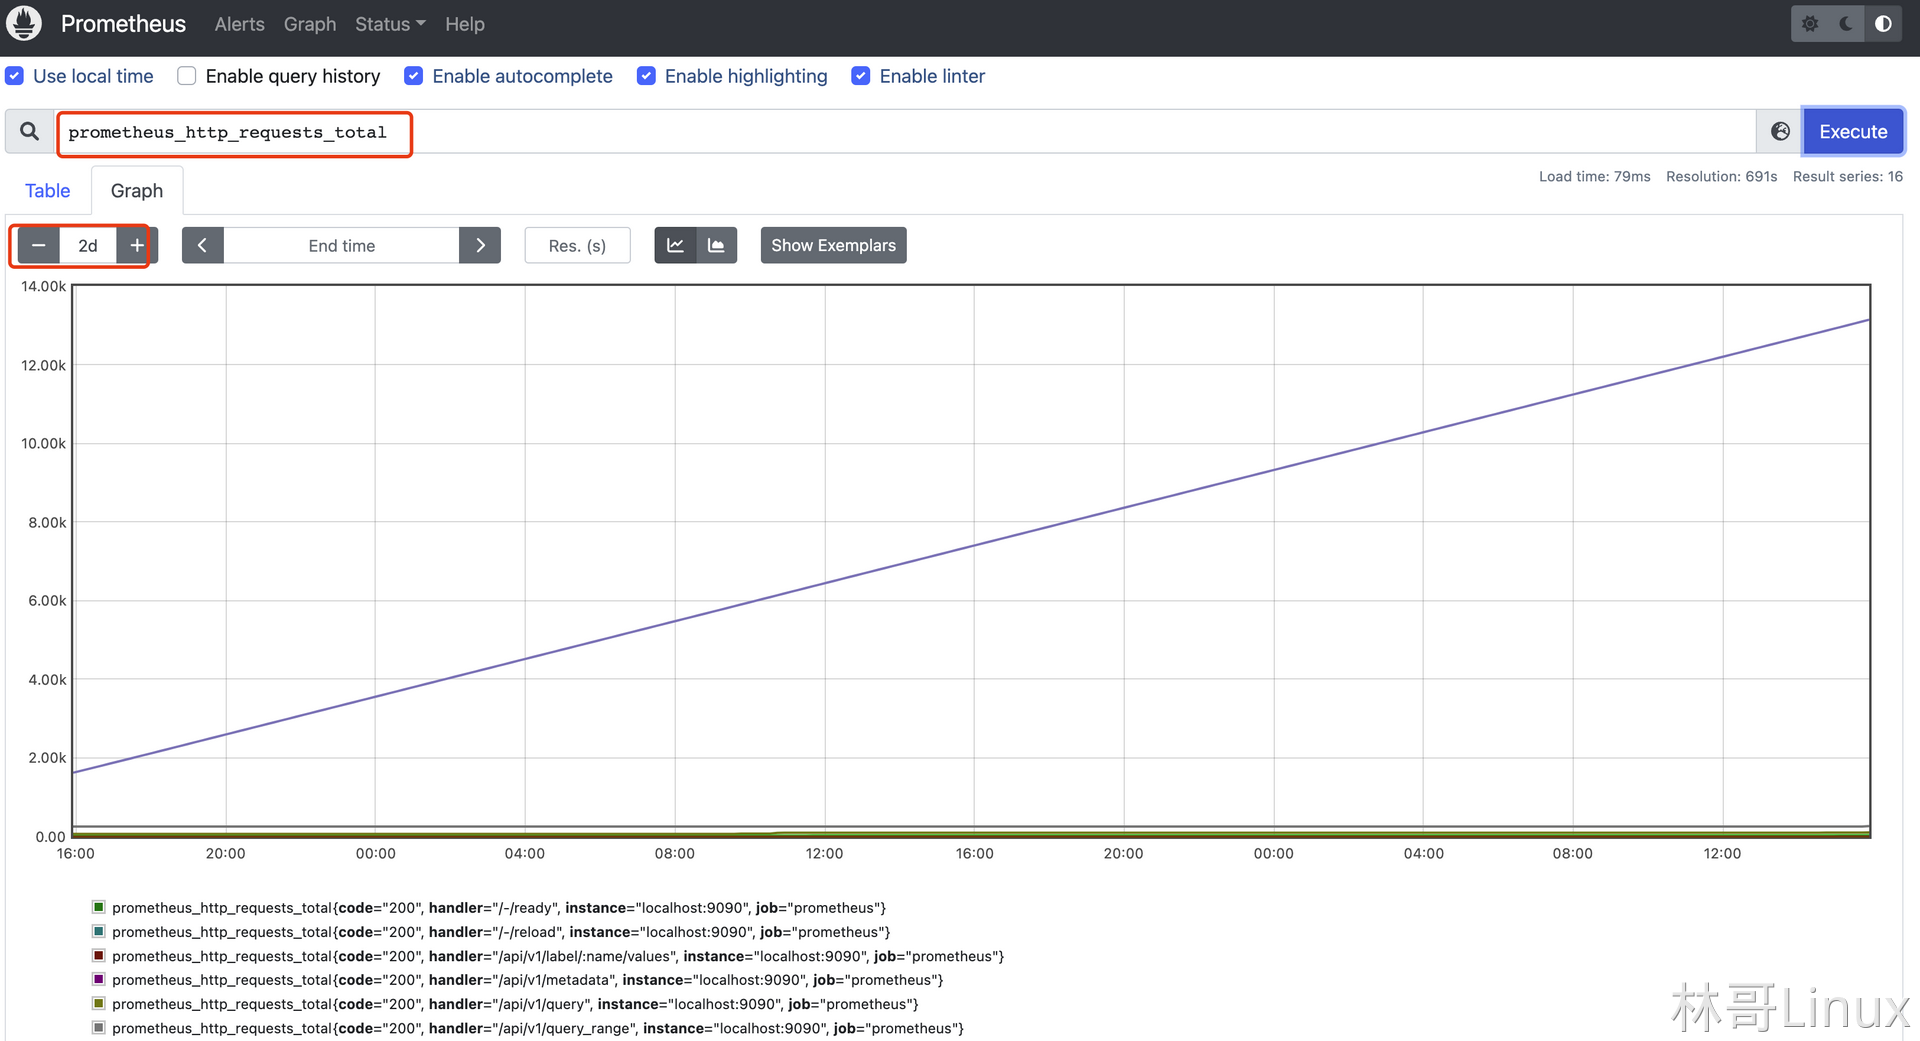 Prometheus Alerts Graph Status Help
Use local time Enable query history Enable autocomplete Enable highlighting Enable linter
prometheus_http_requests_total Execute
Load time: 79ms Resolution: 691s Result series: 16
Table Graph
− 2d + End time Res. (s) Show Exemplars
14.00k
12.00k
10.00k
8.00k
6.00k
4.00k
2.00k
0.00
16:00 20:00 00:00 04:00 08:00 12:00 16:00 20:00 00:00 04:00 08:00 12:00
prometheus_http_requests_total{code="200", handler="/-/ready", instance="localhost:9090", job="prometheus"}
prometheus_http_requests_total{code="200", handler="/-/reload", instance="localhost:9090", job="prometheus"}
prometheus_http_requests_total{code="200", handler="/api/v1/label/:name/values", instance="localhost:9090", job="prometheus"}
prometheus_http_requests_total{code="200", handler="/api/v1/metadata", instance="localhost:9090", job="prometheus"}
prometheus_http_requests_total{code="200", handler="/api/v1/query", instance="localhost:9090", job="prometheus"}
prometheus_http_requests_total{code="200", handler="/api/v1/query_range", instance="localhost:9090", job="prometheus"}
林哥Linux